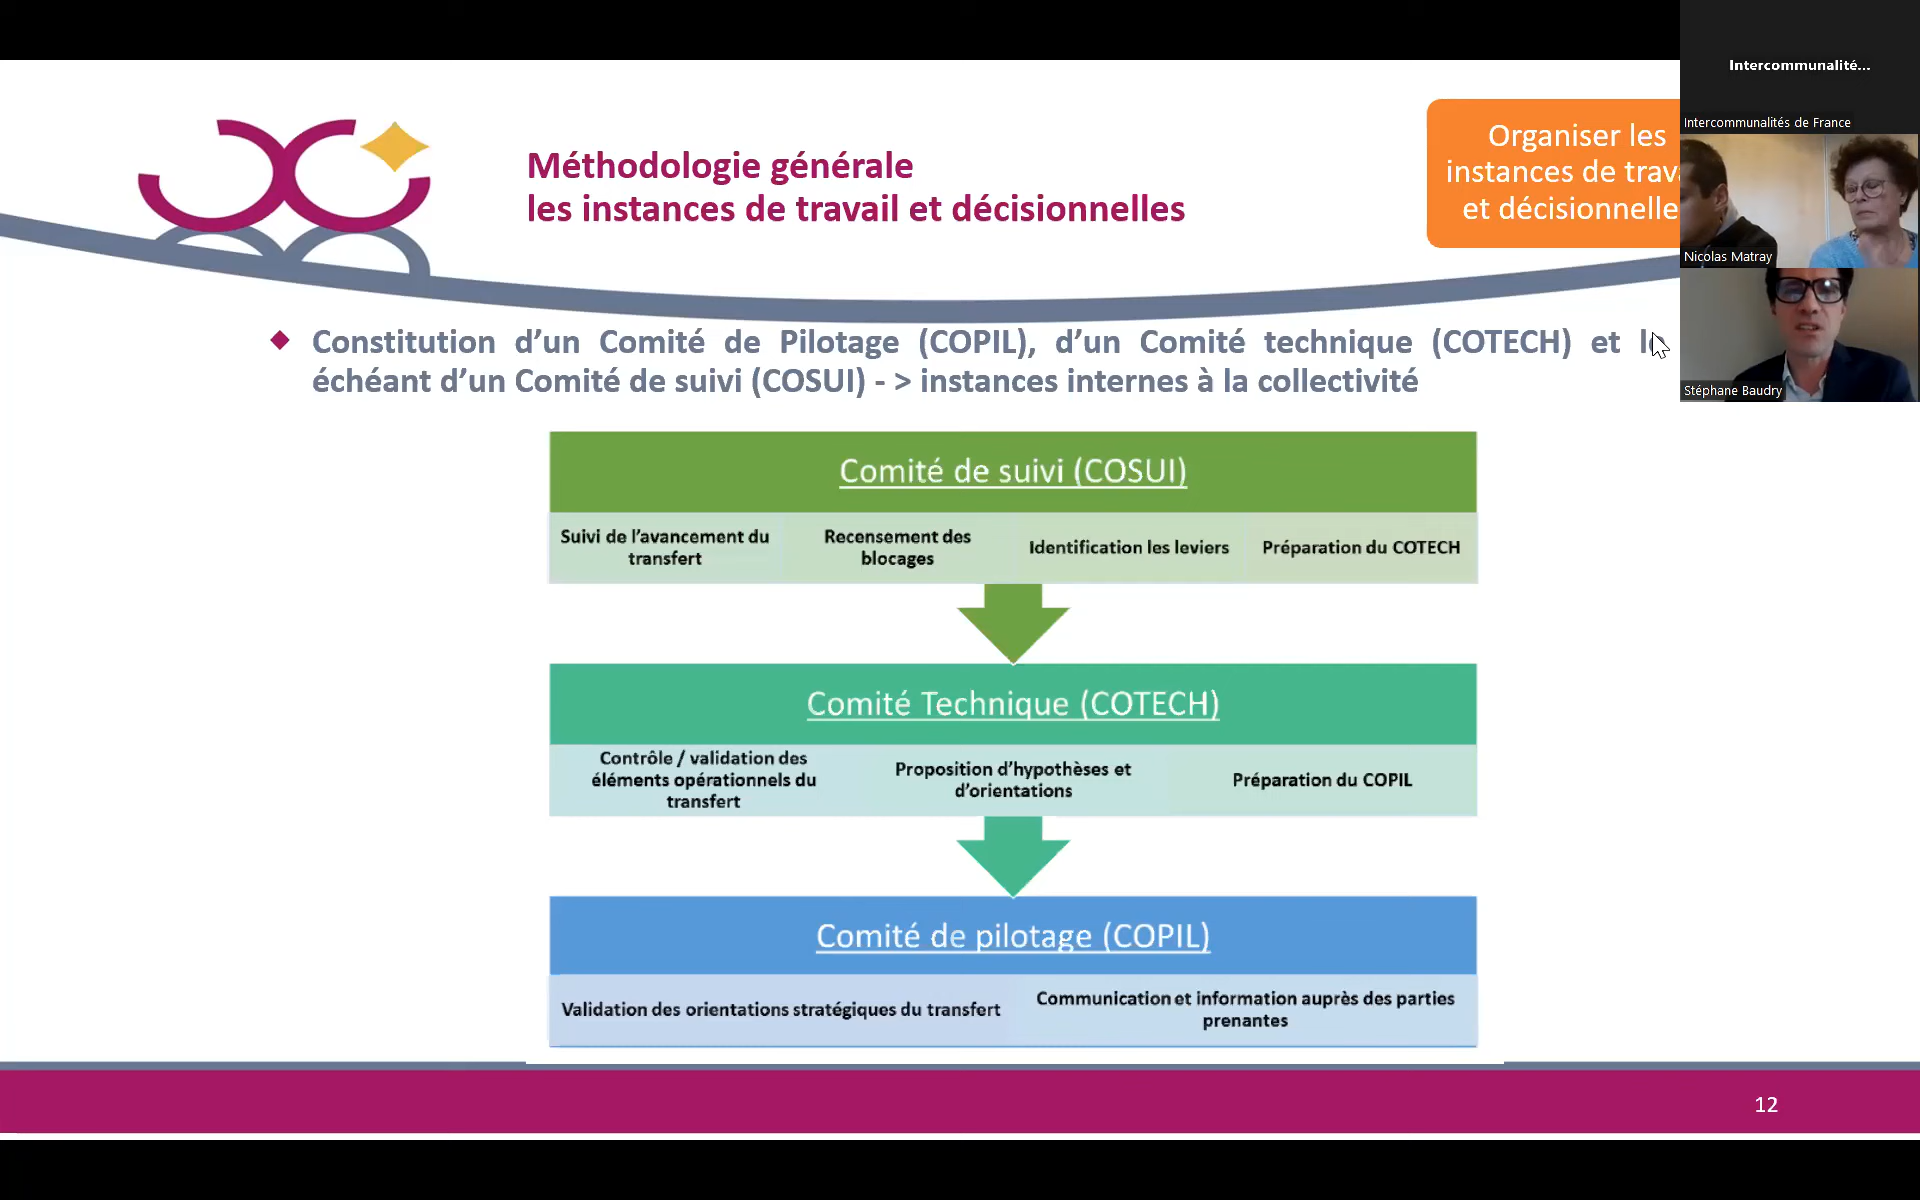 Intercommunalité...
Intercommunalités de France
Nicolas Matray
Stéphane Baudry
Méthodologie générale
les instances de travail et décisionnelles
Organiser les
instances de
et
Constitution d’un Comité de Pilotage (COPIL), d’un Comité technique (COTECH) et
échéant d’un Comité de suivi (COSUI) - > instances internes à la collectivité
Comité de suivi (COSUI)
Suivi de l’avancement du
transfert
Recensement des
blocages
Identification les leviers
Préparation du COTECH
Comité Technique (COTECH)
Contrôle / validation des
éléments opérationnels du
transfert
Proposition d’hypothèses et
d’orientations
Préparation du COPIL
Comité de pilotage (COPIL)
Validation des orientations stratégiques du transfert
Communication et information auprès des parties
prenantes
12